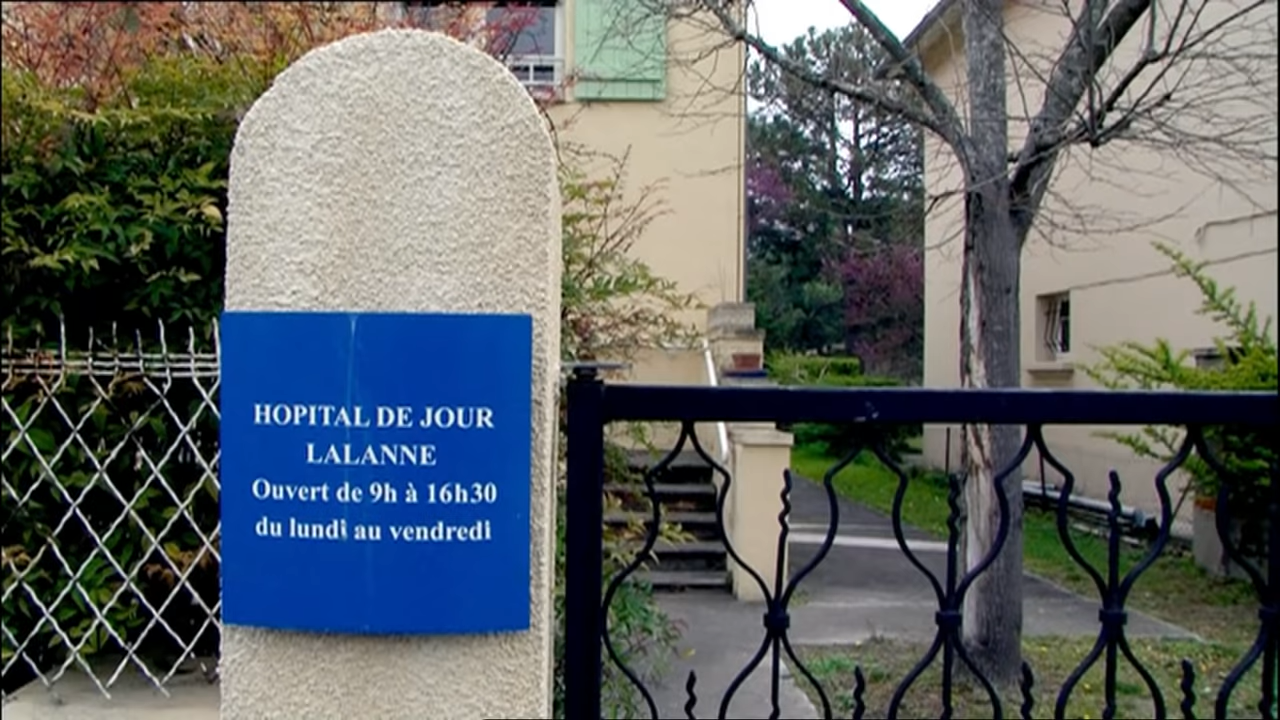 HOPITAL DE JOUR
LALANNE
Ouvert de 9h à 16h30
du lundi au vendredi